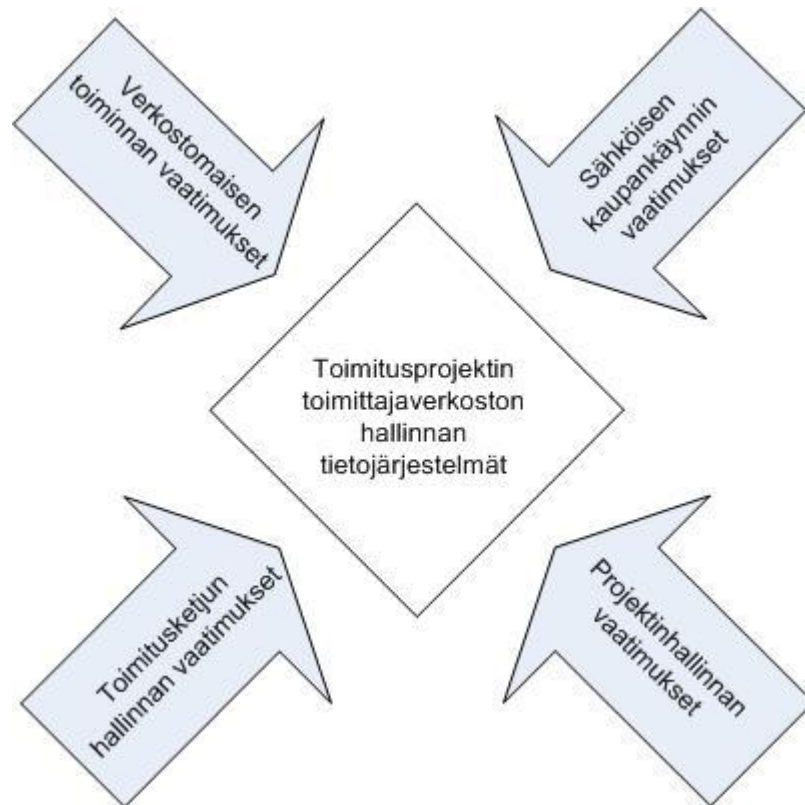 Verkostomaisen
toiminnan vaatimukset
Sähköisen
kaupankäynnin
vaatimukset
Toimitusprojektin
toimittajaverkoston
hallinnan
tietojärjestelmät
Toimitusketjun
hallinnan vaatimukset
Projektinhallinnan
vaatimukset